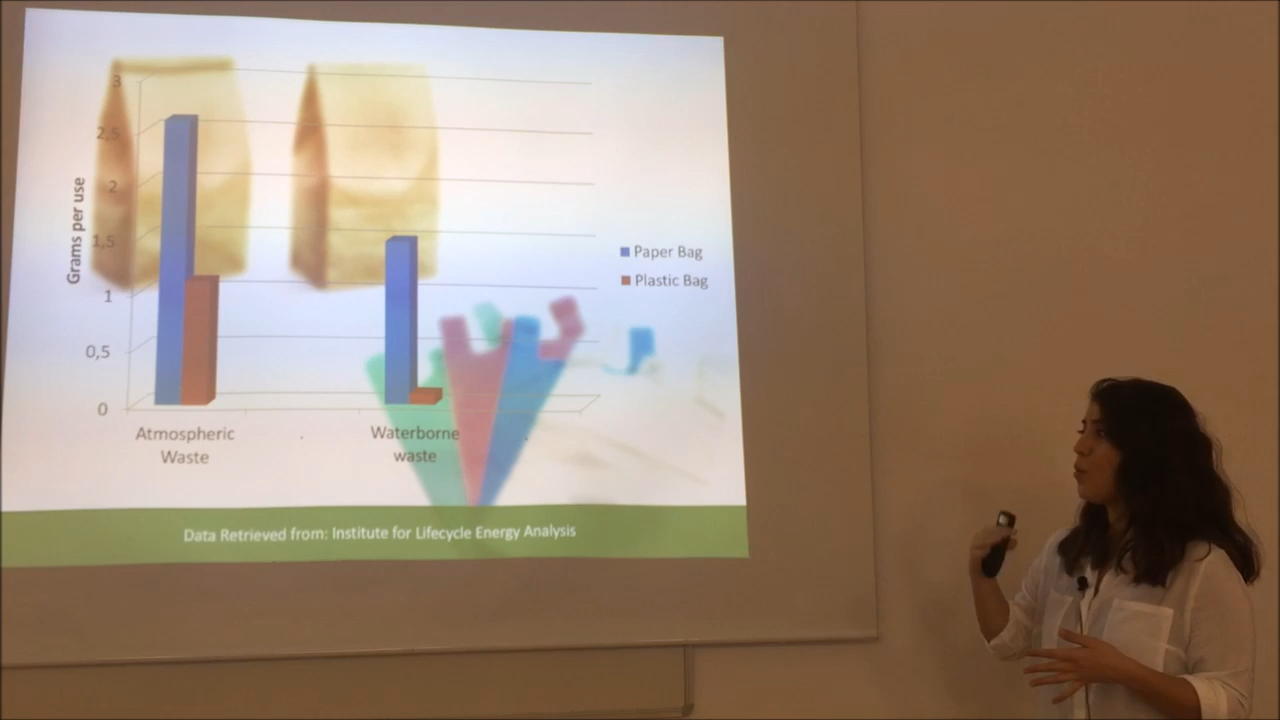 3
2,5
2
1,5
1
0,5
0
Grams per use
Atmospheric
Waste
Waterborne
waste
Paper Bag
Plastic Bag
Data Retrieved from: Institute for Lifecycle Energy Analysis